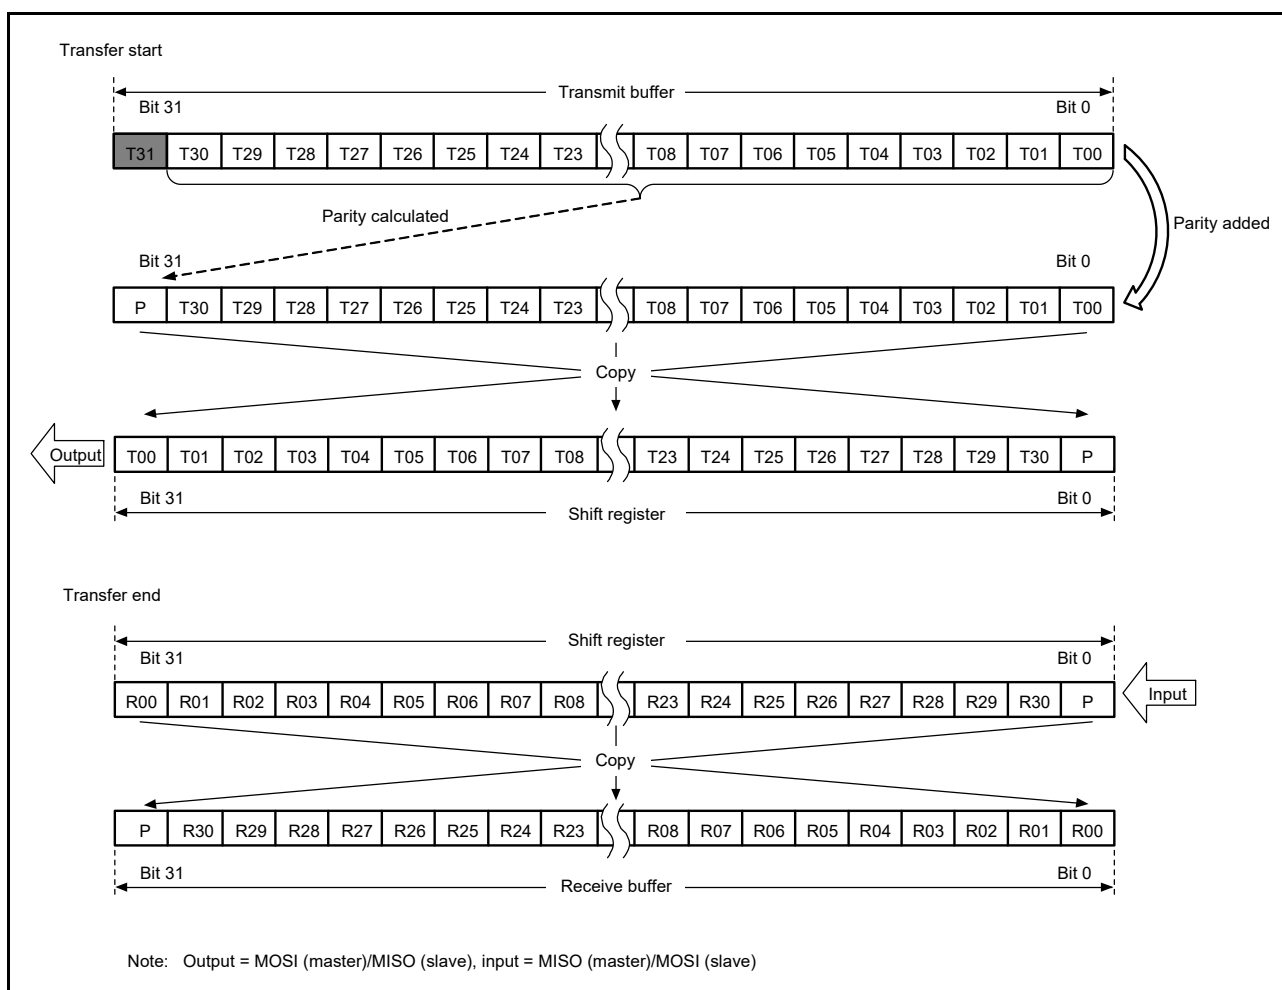 Transfer start
Transmit buffer
Bit 31 Bit 0
T31 T30 T29 T28 T27 T26 T25 T24 T23 T08 T07 T06 T05 T04 T03 T02 T01 T00
Parity calculated
Parity added
Bit 31 Bit 0
P T30 T29 T28 T27 T26 T25 T24 T23 T08 T07 T06 T05 T04 T03 T02 T01 T00
Copy
Output
T00 T01 T02 T03 T04 T05 T06 T07 T08 T23 T24 T25 T26 T27 T28 T29 T30 P
Bit 31 Bit 0
Shift register
Transfer end
Shift register
Bit 31 Bit 0
R00 R01 R02 R03 R04 R05 R06 R07 R08 R23 R24 R25 R26 R27 R28 R29 R30 P
Input
Copy
P R30 R29 R28 R27 R26 R25 R24 R23 R08 R07 R06 R05 R04 R03 R02 R01 R00
Bit 31 Bit 0
Receive buffer
Note: Output = MOSI (master)/MISO (slave), input = MISO (master)/MOSI (slave)